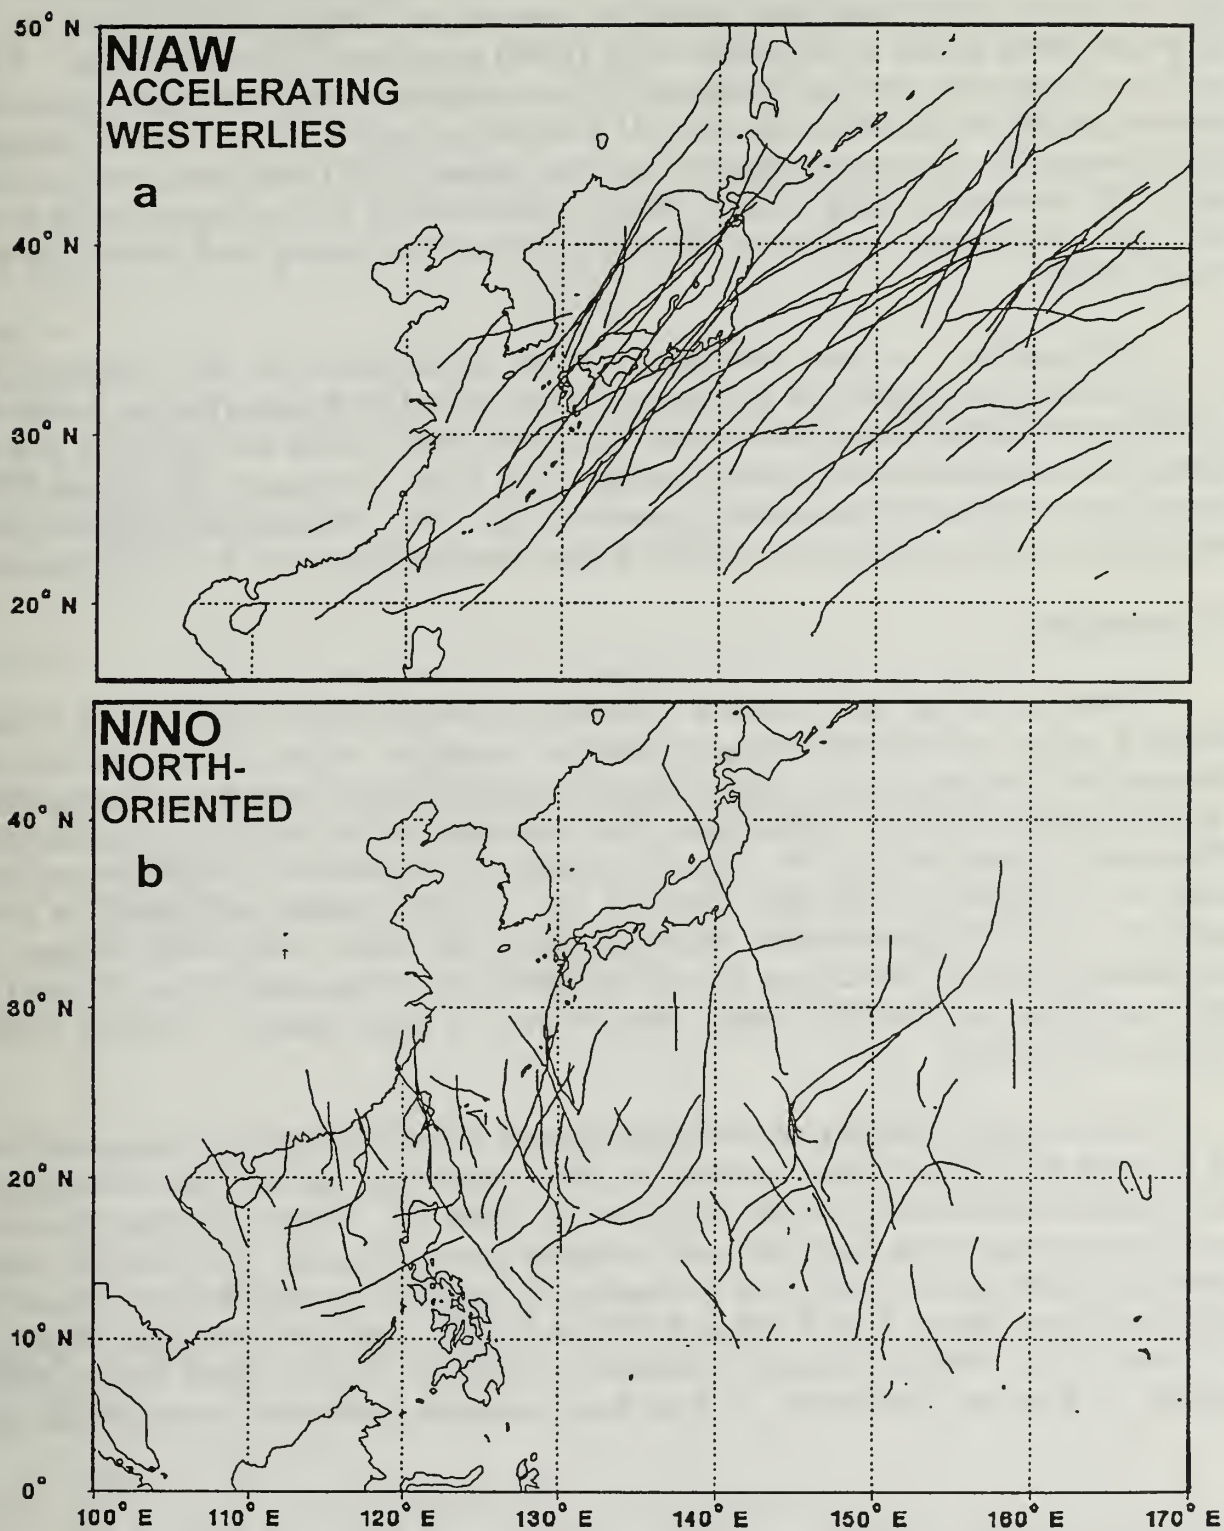 50° N
N/AW
ACCELERATING
WESTERLIES
a
40° N
30° N
20° N
N/NO
NORTH-
ORIENTED
b
40° N
30° N
20° N
10° N
0°
100° E 110° E 120° E 130° E 140° E 150° E 160° E 170° E